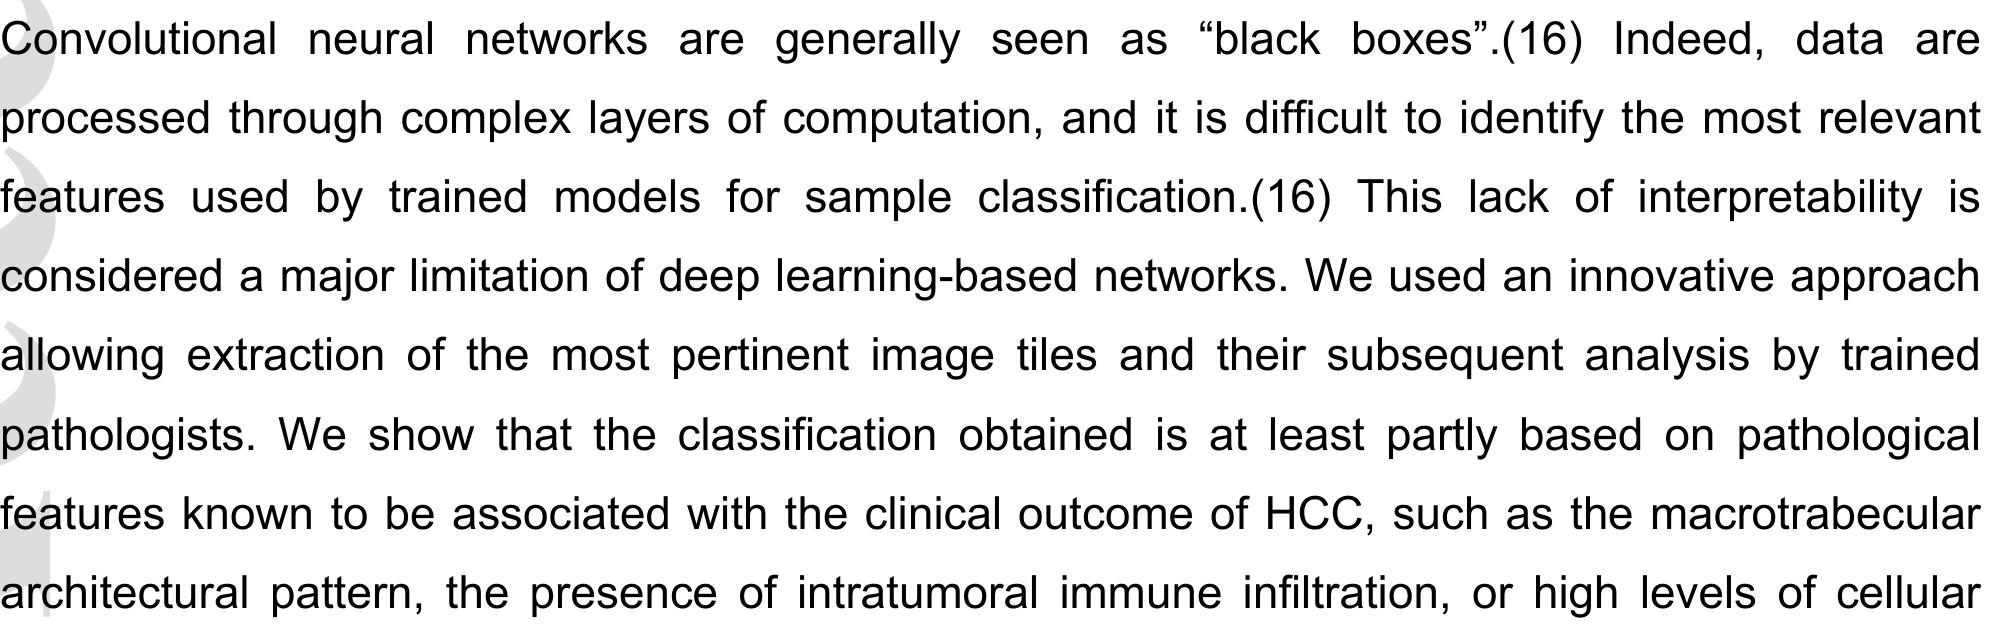 Convolutional neural networks are generally seen as “black boxes”.(16) Indeed, data are
processed through complex layers of computation, and it is difficult to identify the most relevant
features used by trained models for sample classification.(16) This lack of interpretability is
considered a major limitation of deep learning-based networks. We used an innovative approach
allowing extraction of the most pertinent image tiles and their subsequent analysis by trained
pathologists. We show that the classification obtained is at least partly based on pathological
features known to be associated with the clinical outcome of HCC, such as the macrotrabecular
architectural pattern, the presence of intratumoral immune infiltration, or high levels of cellular